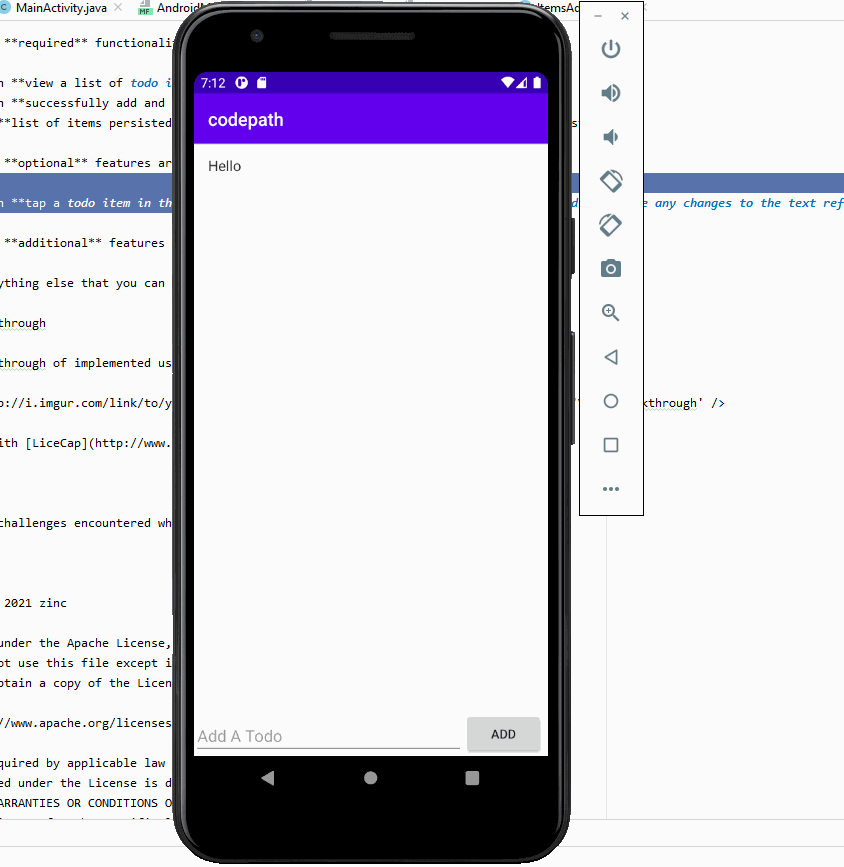 MainActivity.java
AndroidM
ItemsAd
**required** functionali
n **view a list of todo i
n **successfully add and
**list of items persisted
s
**optional** features ar
n **tap a todo item in th
d
e any changes to the text ref
**additional** features
ything else that you can
through
through of implemented us
p://i.imgur.com/link/to/y
kthrough' />
ith [LiceCap](http://www.
challenges encountered wh
2021 zinc
under the Apache License,
ot use this file except i
btain a copy of the Licen
//www.apache.org/licenses
quired by applicable law
ed under the License is d
ARRANTIES OR CONDITIONS O
7:12
codepath
Hello
Add A Todo
ADD